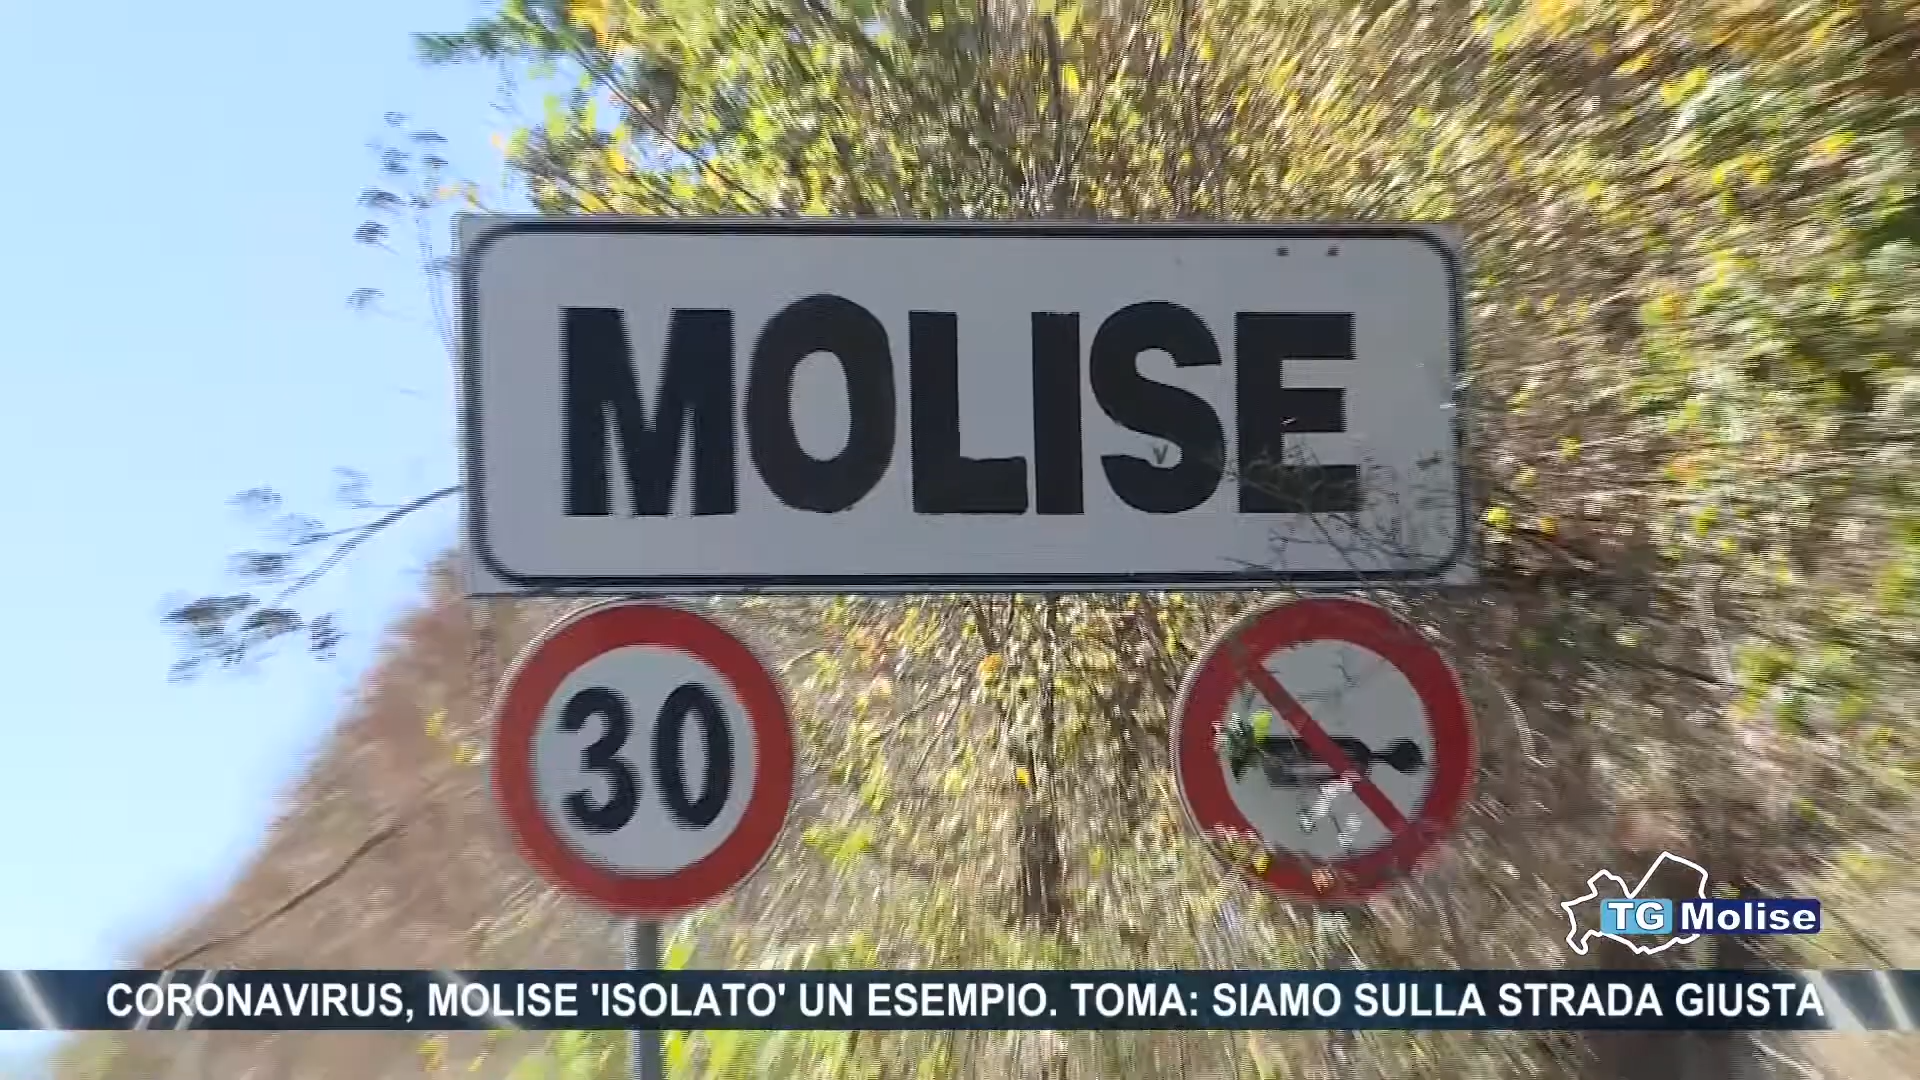 MOLISE
30
TG Molise
CORONAVIRUS, MOLISE 'ISOLATO' UN ESEMPIO. TOMA: SIAMO SULLA STRADA GIUSTA